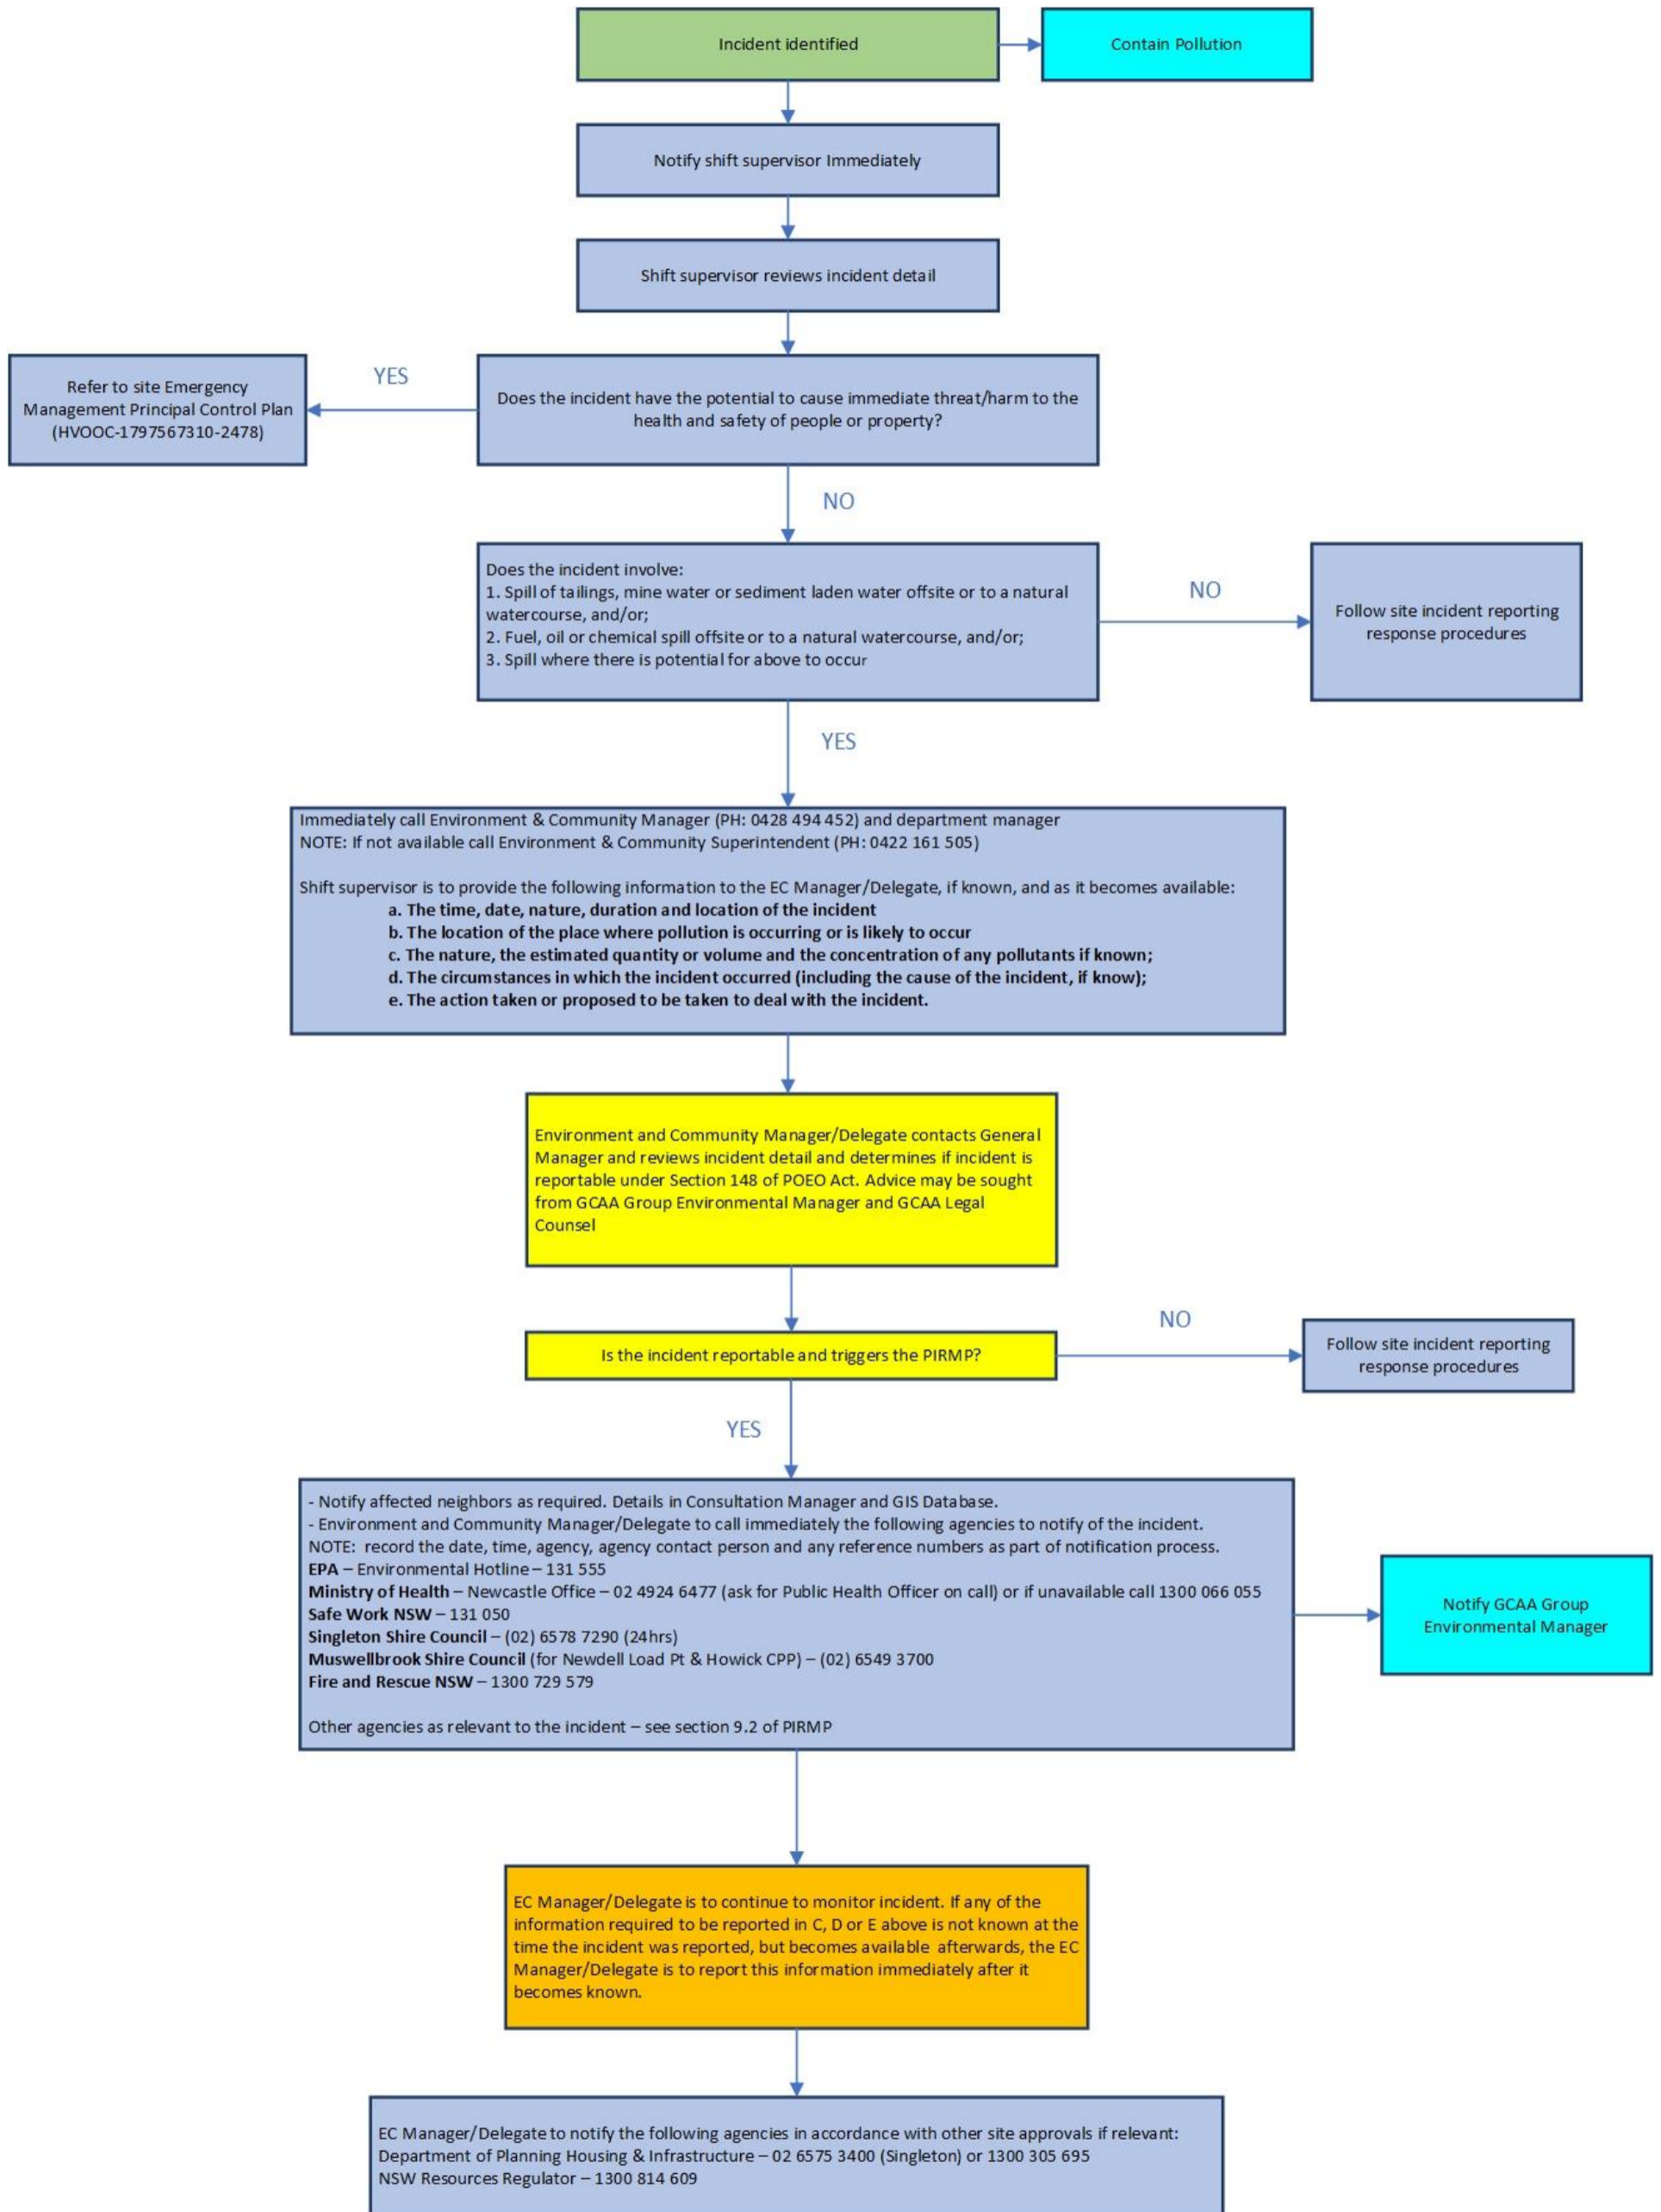 Incident identified
Contain Pollution
Notify shift supervisor Immediately
Shift supervisor reviews incident detail
Refer to site Emergency
Management Principal Control Plan
(HVOOC-1797567310-2478)
YES
Does the incident have the potential to cause immediate threat/harm to the
health and safety of people or property?
NO
Does the incident involve:
1. Spill of tailings, mine water or sediment laden water offsite or to a natural
watercourse, and/or;
2. Fuel, oil or chemical spill offsite or to a natural watercourse, and/or;
3. Spill where there is potential for above to occur
NO
Follow site incident reporting
response procedures
YES
Immediately call Environment & Community Manager (PH: 0428 494 452) and department manager
NOTE: If not available call Environment & Community Superintendent (PH: 0422 161 505)
Shift supervisor is to provide the following information to the EC Manager/Delegate, if known, and as it becomes available:
a. The time, date, nature, duration and location of the incident
b. The location of the place where pollution is occurring or is likely to occur
c. The nature, the estimated quantity or volume and the concentration of any pollutants if known;
d. The circumstances in which the incident occurred (including the cause of the incident, if know);
e. The action taken or proposed to be taken to deal with the incident.
Environment and Community Manager/Delegate contacts General
Manager and reviews incident detail and determines if incident is
reportable under Section 148 of POEO Act. Advice may be sought
from GCAA Group Environmental Manager and GCAA Legal
Counsel
Is the incident reportable and triggers the PIRMP?
NO
Follow site incident reporting
response procedures
YES
- Notify affected neighbors as required. Details in Consultation Manager and GIS Database.
- Environment and Community Manager/Delegate to call immediately the following agencies to notify of the incident.
NOTE: record the date, time, agency, agency contact person and any reference numbers as part of notification process.
EPA – Environmental Hotline – 131 555
Ministry of Health – Newcastle Office – 02 4924 6477 (ask for Public Health Officer on call) or if unavailable call 1300 066 055
Safe Work NSW – 131 050
Singleton Shire Council – (02) 6578 7290 (24hrs)
Muswellbrook Shire Council (for Newdell Load Pt & Howick CPP) – (02) 6549 3700
Fire and Rescue NSW – 1300 729 579
Other agencies as relevant to the incident – see section 9.2 of PIRMP
Notify GCAA Group
Environmental Manager
EC Manager/Delegate is to continue to monitor incident. If any of the
information required to be reported in C, D or E above is not known at the
time the incident was reported, but becomes available afterwards, the EC
Manager/Delegate is to report this information immediately after it
becomes known.
EC Manager/Delegate to notify the following agencies in accordance with other site approvals if relevant:
Department of Planning Housing & Infrastructure – 02 6575 3400 (Singleton) or 1300 305 695
NSW Resources Regulator – 1300 814 609